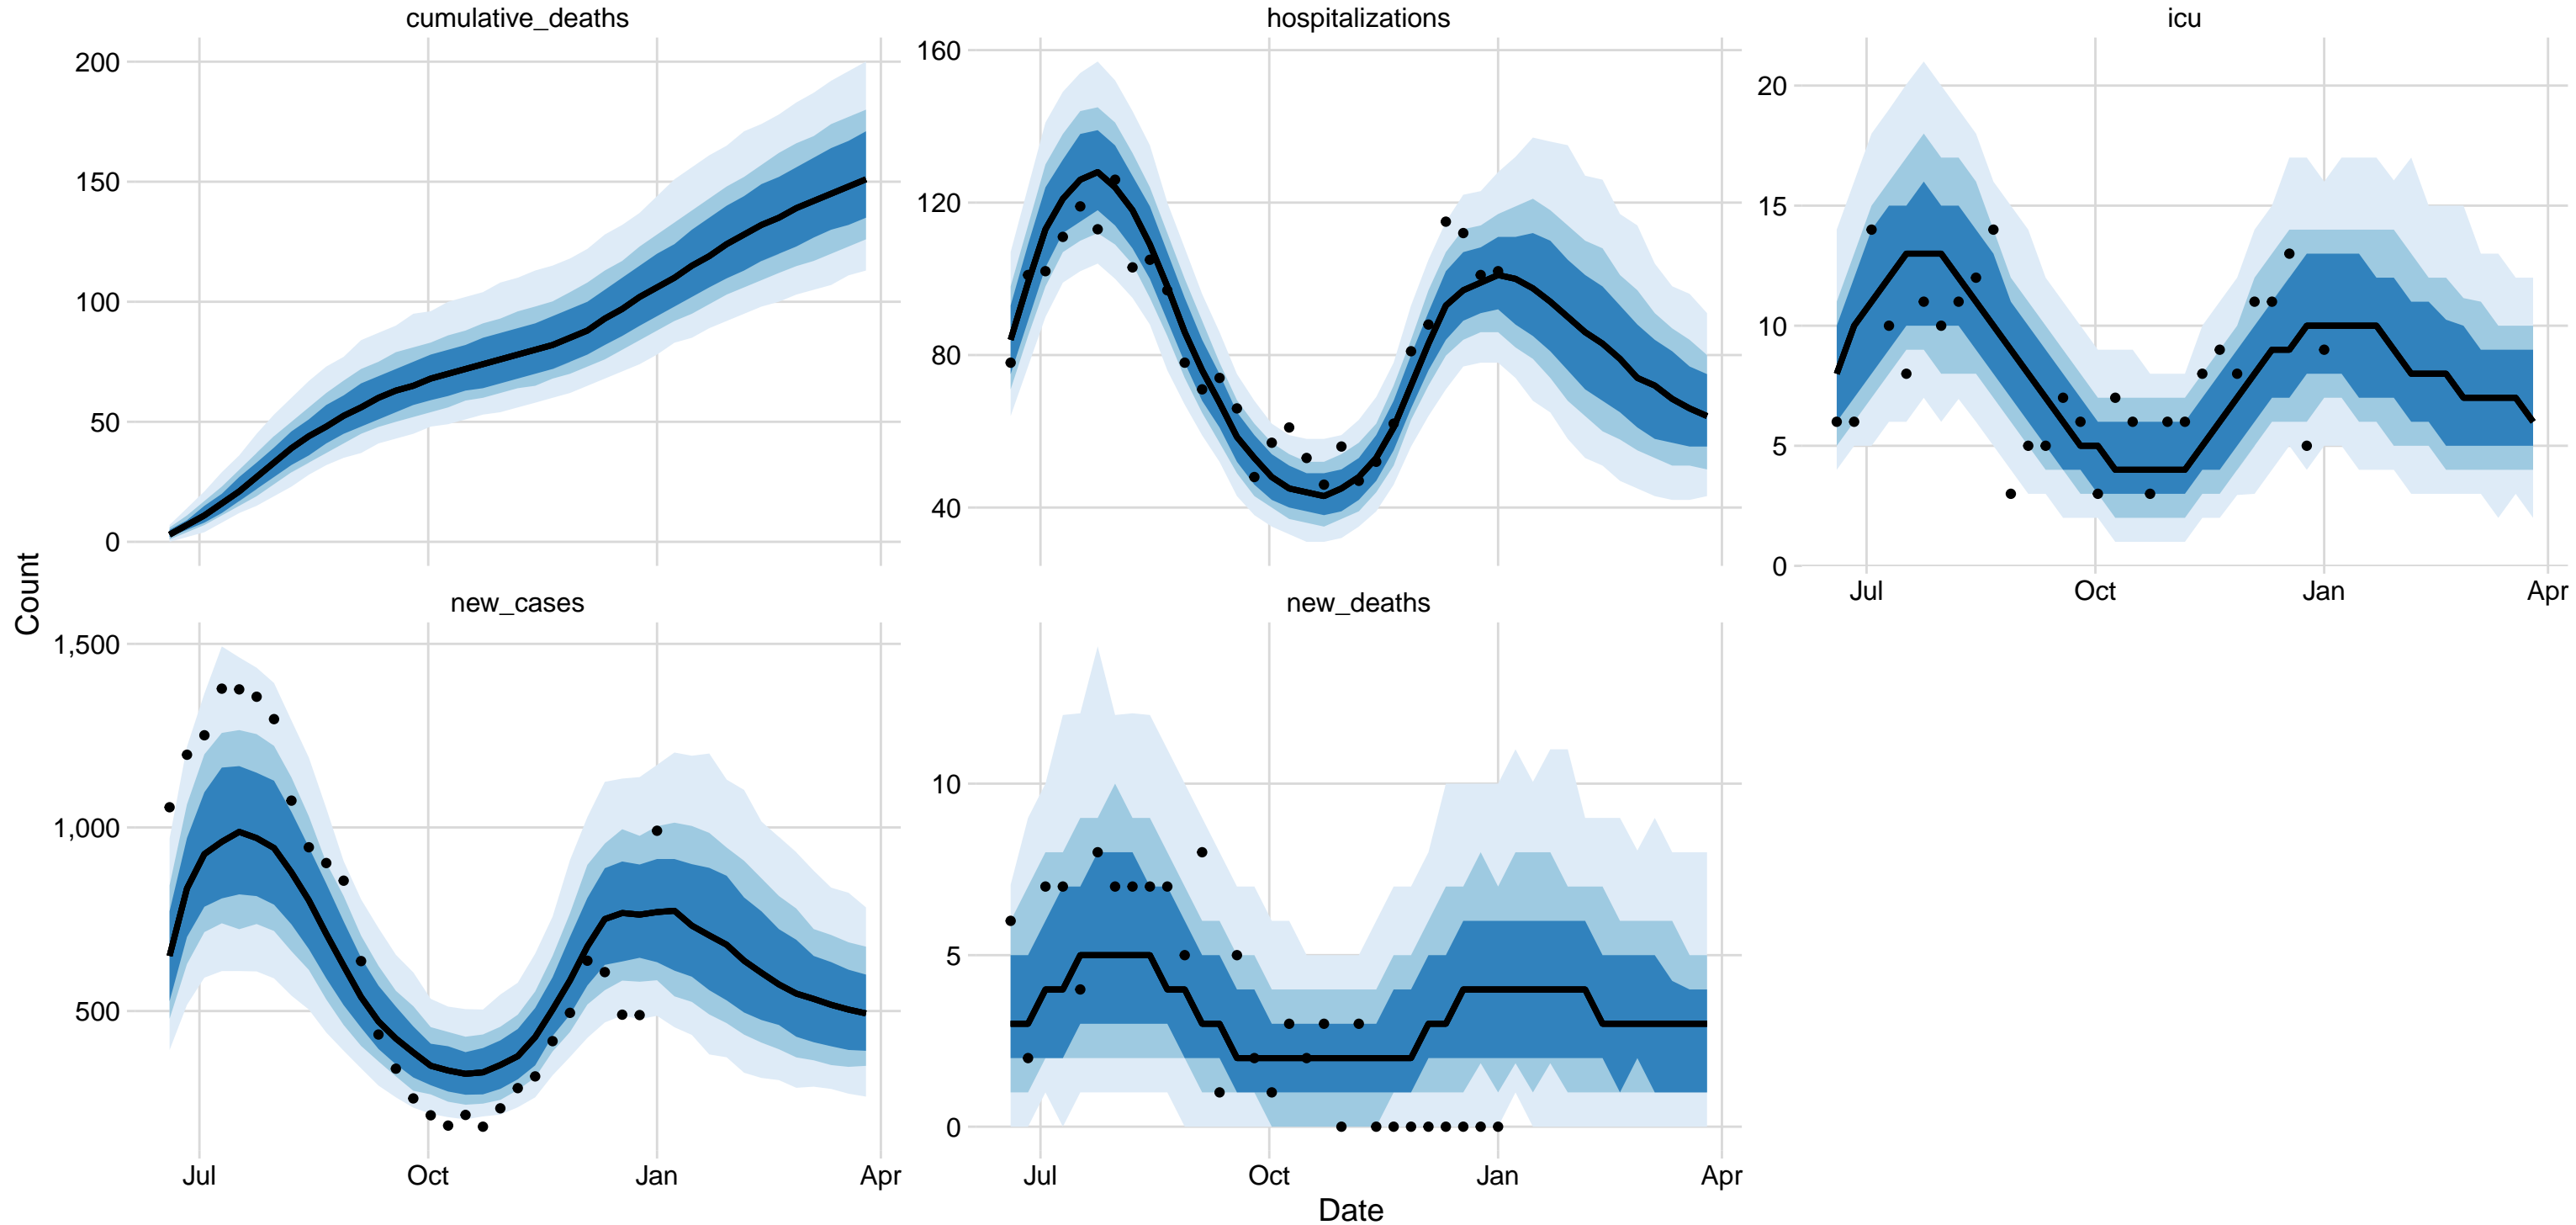 cumulative_deaths
hospitalizations
icu
200
150
100
50
0
160
120
80
40
20
15
10
5
0
Jul Oct Jan Apr
Count
new_cases
new_deaths
1,500
1,000
500
10
5
0
Jul Oct Jan Apr
Jul Oct Jan Apr
Date